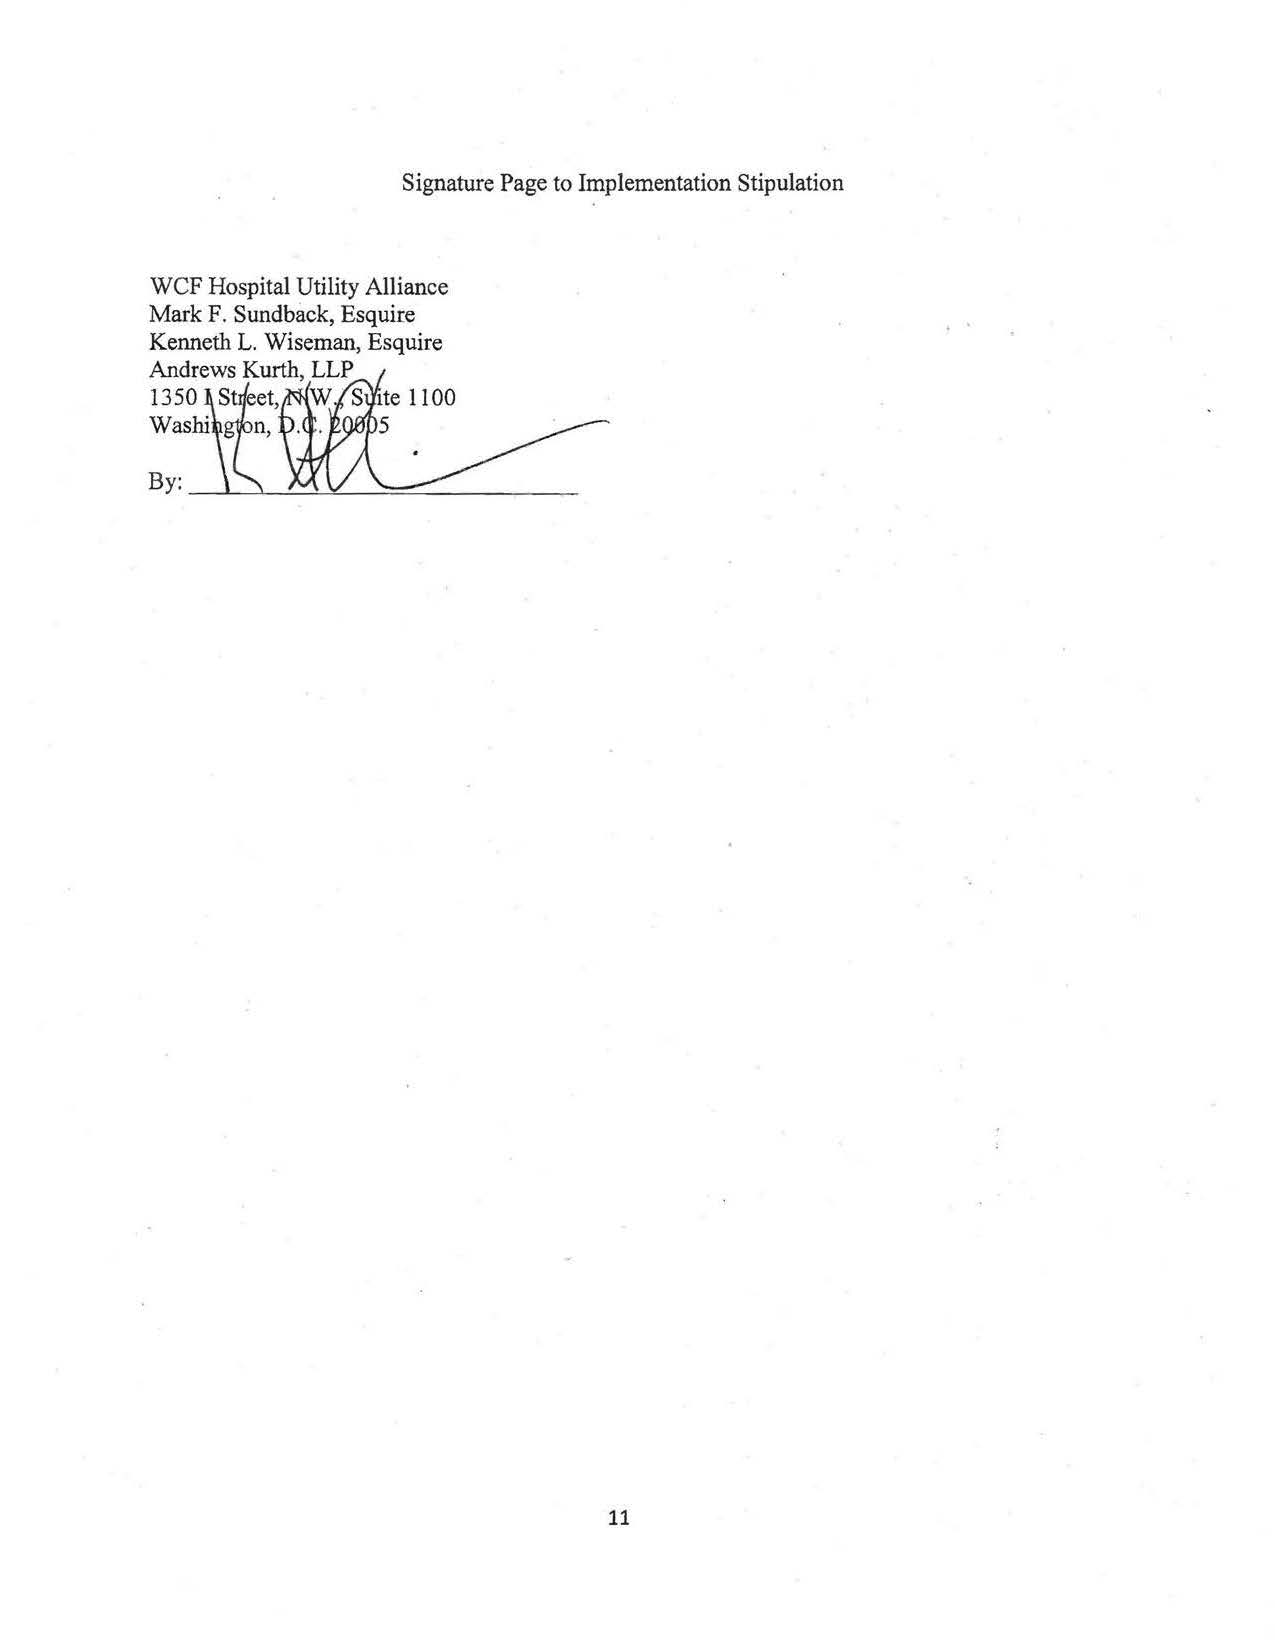 Signature Page to Implementation Stipulation
WCF Hospital Utility Alliance
Mark F. Sundback, Esquire
Kenneth L. Wiseman, Esquire
Andrews Kurth, LLP
1350 I Street, N.W., Suite 1100
Washington, D.C. 20005
By:
11